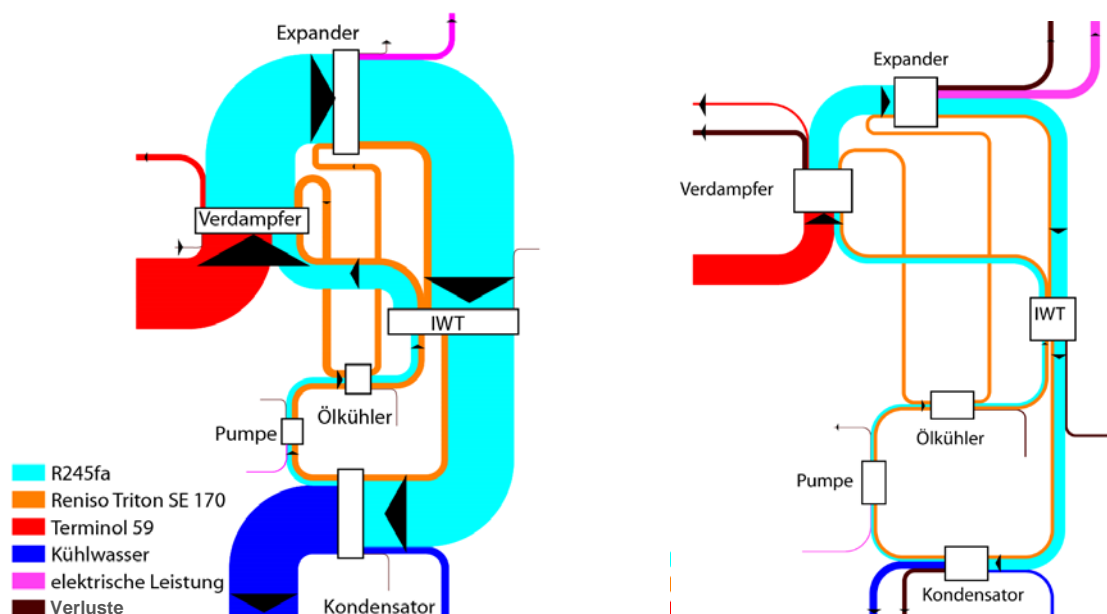 Expander
Verdampfer
IWT
Ölkühler
Pumpe
R245fa
Reniso Triton SE 170
Terminol 59
Kühlwasser
elektrische Leistung
Verluste
Kondensator
Expander
Verdampfer
IWT
Ölkühler
Pumpe
Kondensator